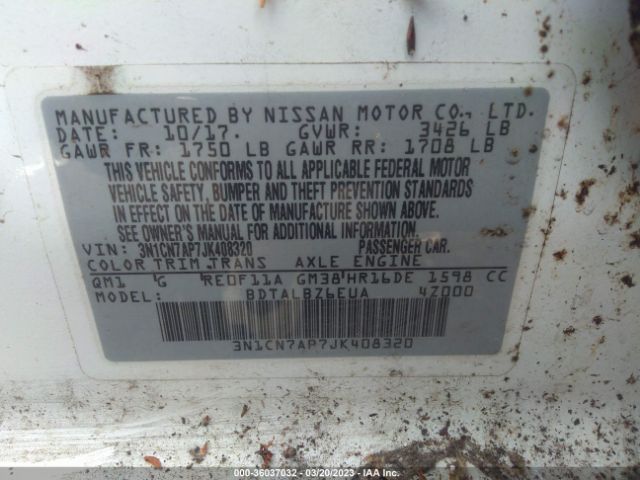 MANUFACTURED BY NISSAN MOTOR CO., LTD.
DATE: 10/17. GVWR: 3426 LB
GAWR FR: 1750 LB GAWR RR: 1708 LB
THIS VEHICLE CONFORMS TO ALL APPLICABLE FEDERAL MOTOR
VEHICLE SAFETY, BUMPER AND THEFT PREVENTION STANDARDS
IN EFFECT ON THE DATE OF MANUFACTURE SHOWN ABOVE.
SEE OWNER'S MANUAL FOR ADDITIONAL INFORMATION.
VIN: 3N1CN7AP7JK408320 PASSENGER CAR.
COLOR TRIM TRANS AXLE ENGINE
QM1 G RE0F11A GM38 HR16DE 1598 CC
MODEL: BDTALBZ6EUA 4Z000
3N1CN7AP7JK408320
000-36037032 — 03/20/2023 — IAA Inc.